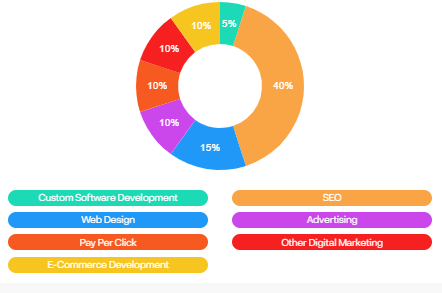 5%
10%
10%
40%
10%
10%
15%
Custom Software Development
SEO
Web Design
Advertising
Pay Per Click
Other Digital Marketing
E-Commerce Development